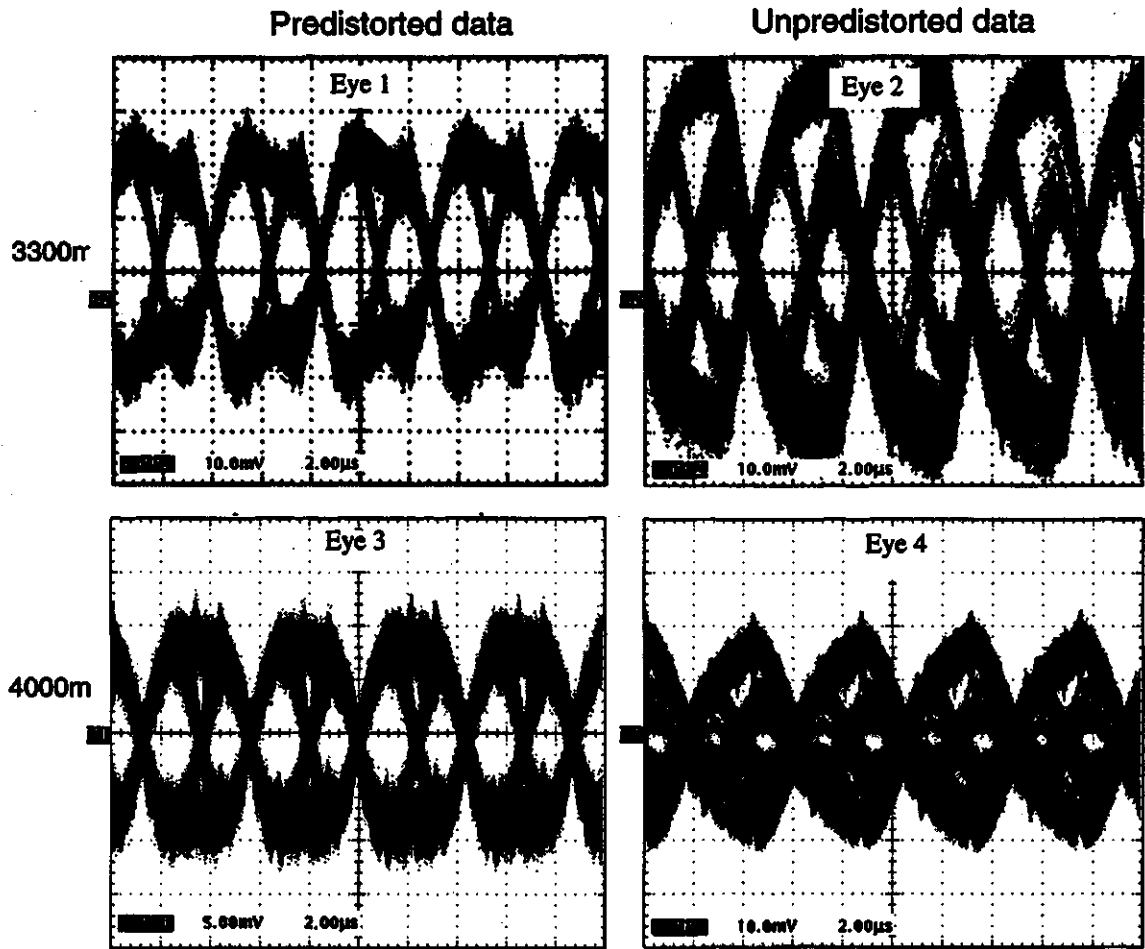 Predistorted data
Unpredistorted data
Eye 1
Eye 2
3300m
10.0mV 2.00µs
10.0mV 2.00µs
Eye 3
Eye 4
4000m
5.00mV 2.00µs
10.0mV 2.00µs